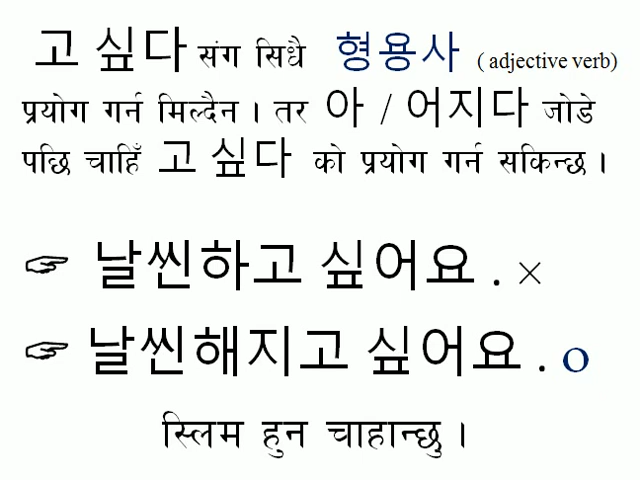 고 싶다 संग सिधै 형용사 ( adjective verb)
प्रयोग गर्न मिल्दैन । तर 아 / 어지다 जोडे
पछि चाहिँ 고 싶다 को प्रयोग गर्न सकिन्छ ।
☞ 날씬하고 싶어요 . ×
☞ 날씬해지고 싶어요 . o
स्लिम हुन चाहान्छु ।